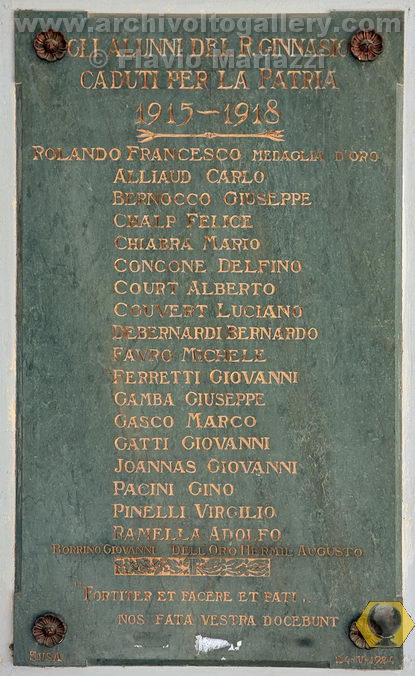 www.archivoltogallery.com
GLI ALUNNI DEL R. GINNASIO
© Flavio Mariazzi
CADUTI PER LA PATRIA
1915-1918
ROLANDO FRANCESCO MEDAGLIA D'ORO
ALLIAUD CARLO
BERNOCCO GIUSEPPE
CHALP FELICE
CHIABRA MARIO
CONCONE DELFINO
COURT ALBERTO
COUVERT LUCIANO
DEBERNARDI BERNARDO
FAVRO MICHELE
FERRETTI GIOVANNI
GAMBA GIUSEPPE
GASCO MARCO
GATTI GIOVANNI
JOANNAS GIOVANNI
PACINI GINO
PINELLI VIRGILIO
RAMELLA ADOLFO
BORRINO GIOVANNI DELL'ORO HERMIL AUGUSTO
"FORTITER ET FACERE ET PATI..
NOS FATA VESTRA DOCEBUNT
SUSA